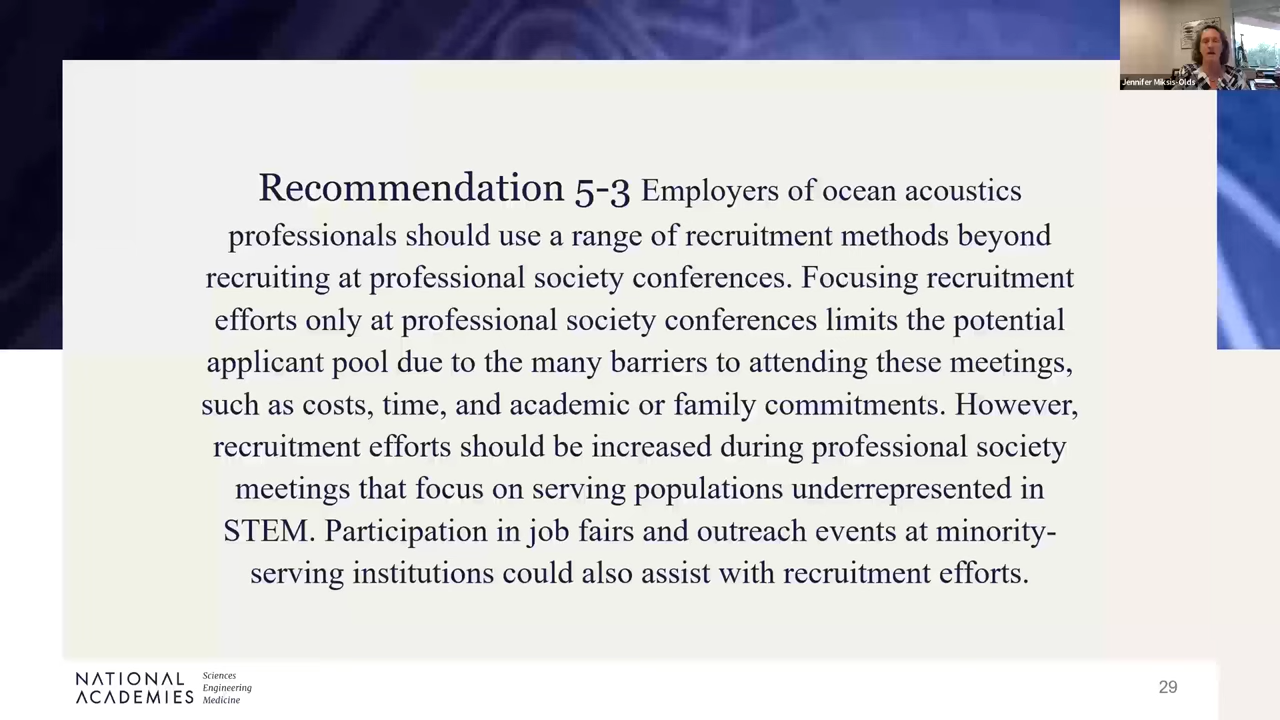 Jennifer Miksis-Olds
Recommendation 5-3 Employers of ocean acoustics
professionals should use a range of recruitment methods beyond
recruiting at professional society conferences. Focusing recruitment
efforts only at professional society conferences limits the potential
applicant pool due to the many barriers to attending these meetings,
such as costs, time, and academic or family commitments. However,
recruitment efforts should be increased during professional society
meetings that focus on serving populations underrepresented in
STEM. Participation in job fairs and outreach events at minority-
serving institutions could also assist with recruitment efforts.
NATIONAL
ACADEMIES
Sciences
Engineering
Medicine
29